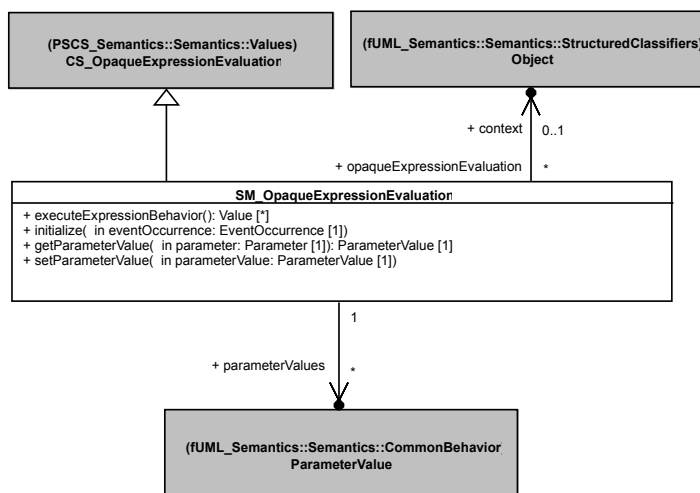 (PSCS_Semantics::Semantics::Values)
CS_OpaqueExpressionEvaluation
(fUML_Semantics::Semantics::StructuredClassifiers)
Object
+ context
0..1
+ opaqueExpressionEvaluation
*
SM_OpaqueExpressionEvaluation
+ executeExpressionBehavior(): Value [*]
+ initialize( in eventOccurrence: EventOccurrence [1])
+ getParameterValue( in parameter: Parameter [1]): ParameterValue [1]
+ setParameterValue( in parameterValue: ParameterValue [1])
1
+ parameterValues
*
(fUML_Semantics::Semantics::CommonBehavior)
ParameterValue